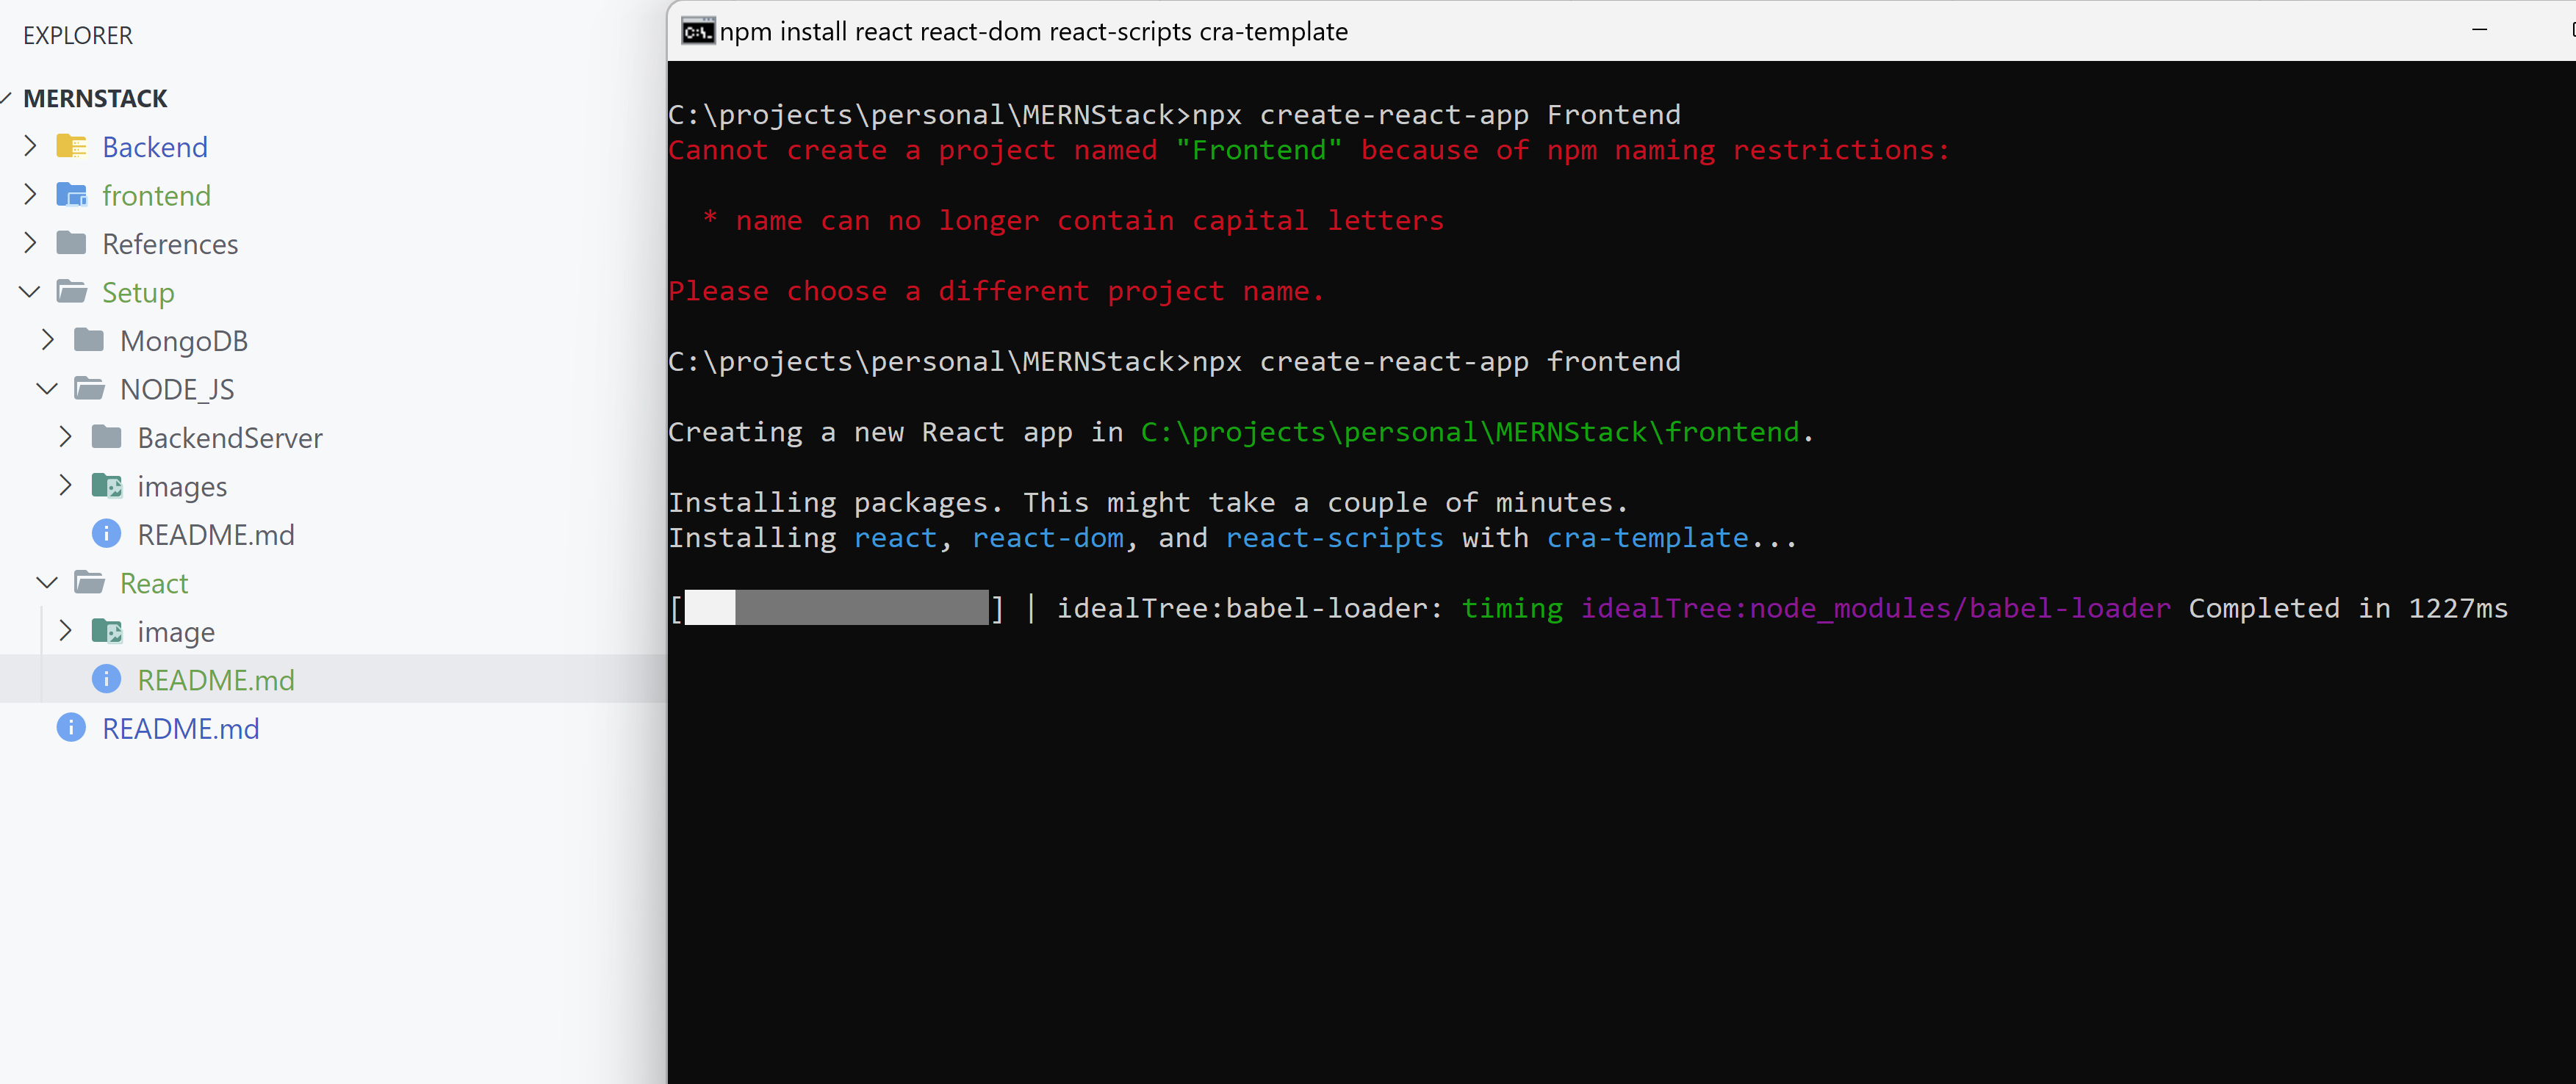 EXPLORER
MERNSTACK
Backend
frontend
References
Setup
MongoDB
NODE_JS
BackendServer
images
README.md
React
image
README.md
README.md
npm install react react-dom react-scripts cra-template
C:\projects\personal\MERNStack>npx create-react-app Frontend
Cannot create a project named "Frontend" because of npm naming restrictions:
* name can no longer contain capital letters
Please choose a different project name.
C:\projects\personal\MERNStack>npx create-react-app frontend
Creating a new React app in C:\projects\personal\MERNStack\frontend.
Installing packages. This might take a couple of minutes.
Installing react, react-dom, and react-scripts with cra-template...
[ ] | idealTree:babel-loader: timing idealTree:node_modules/babel-loader Completed in 1227ms